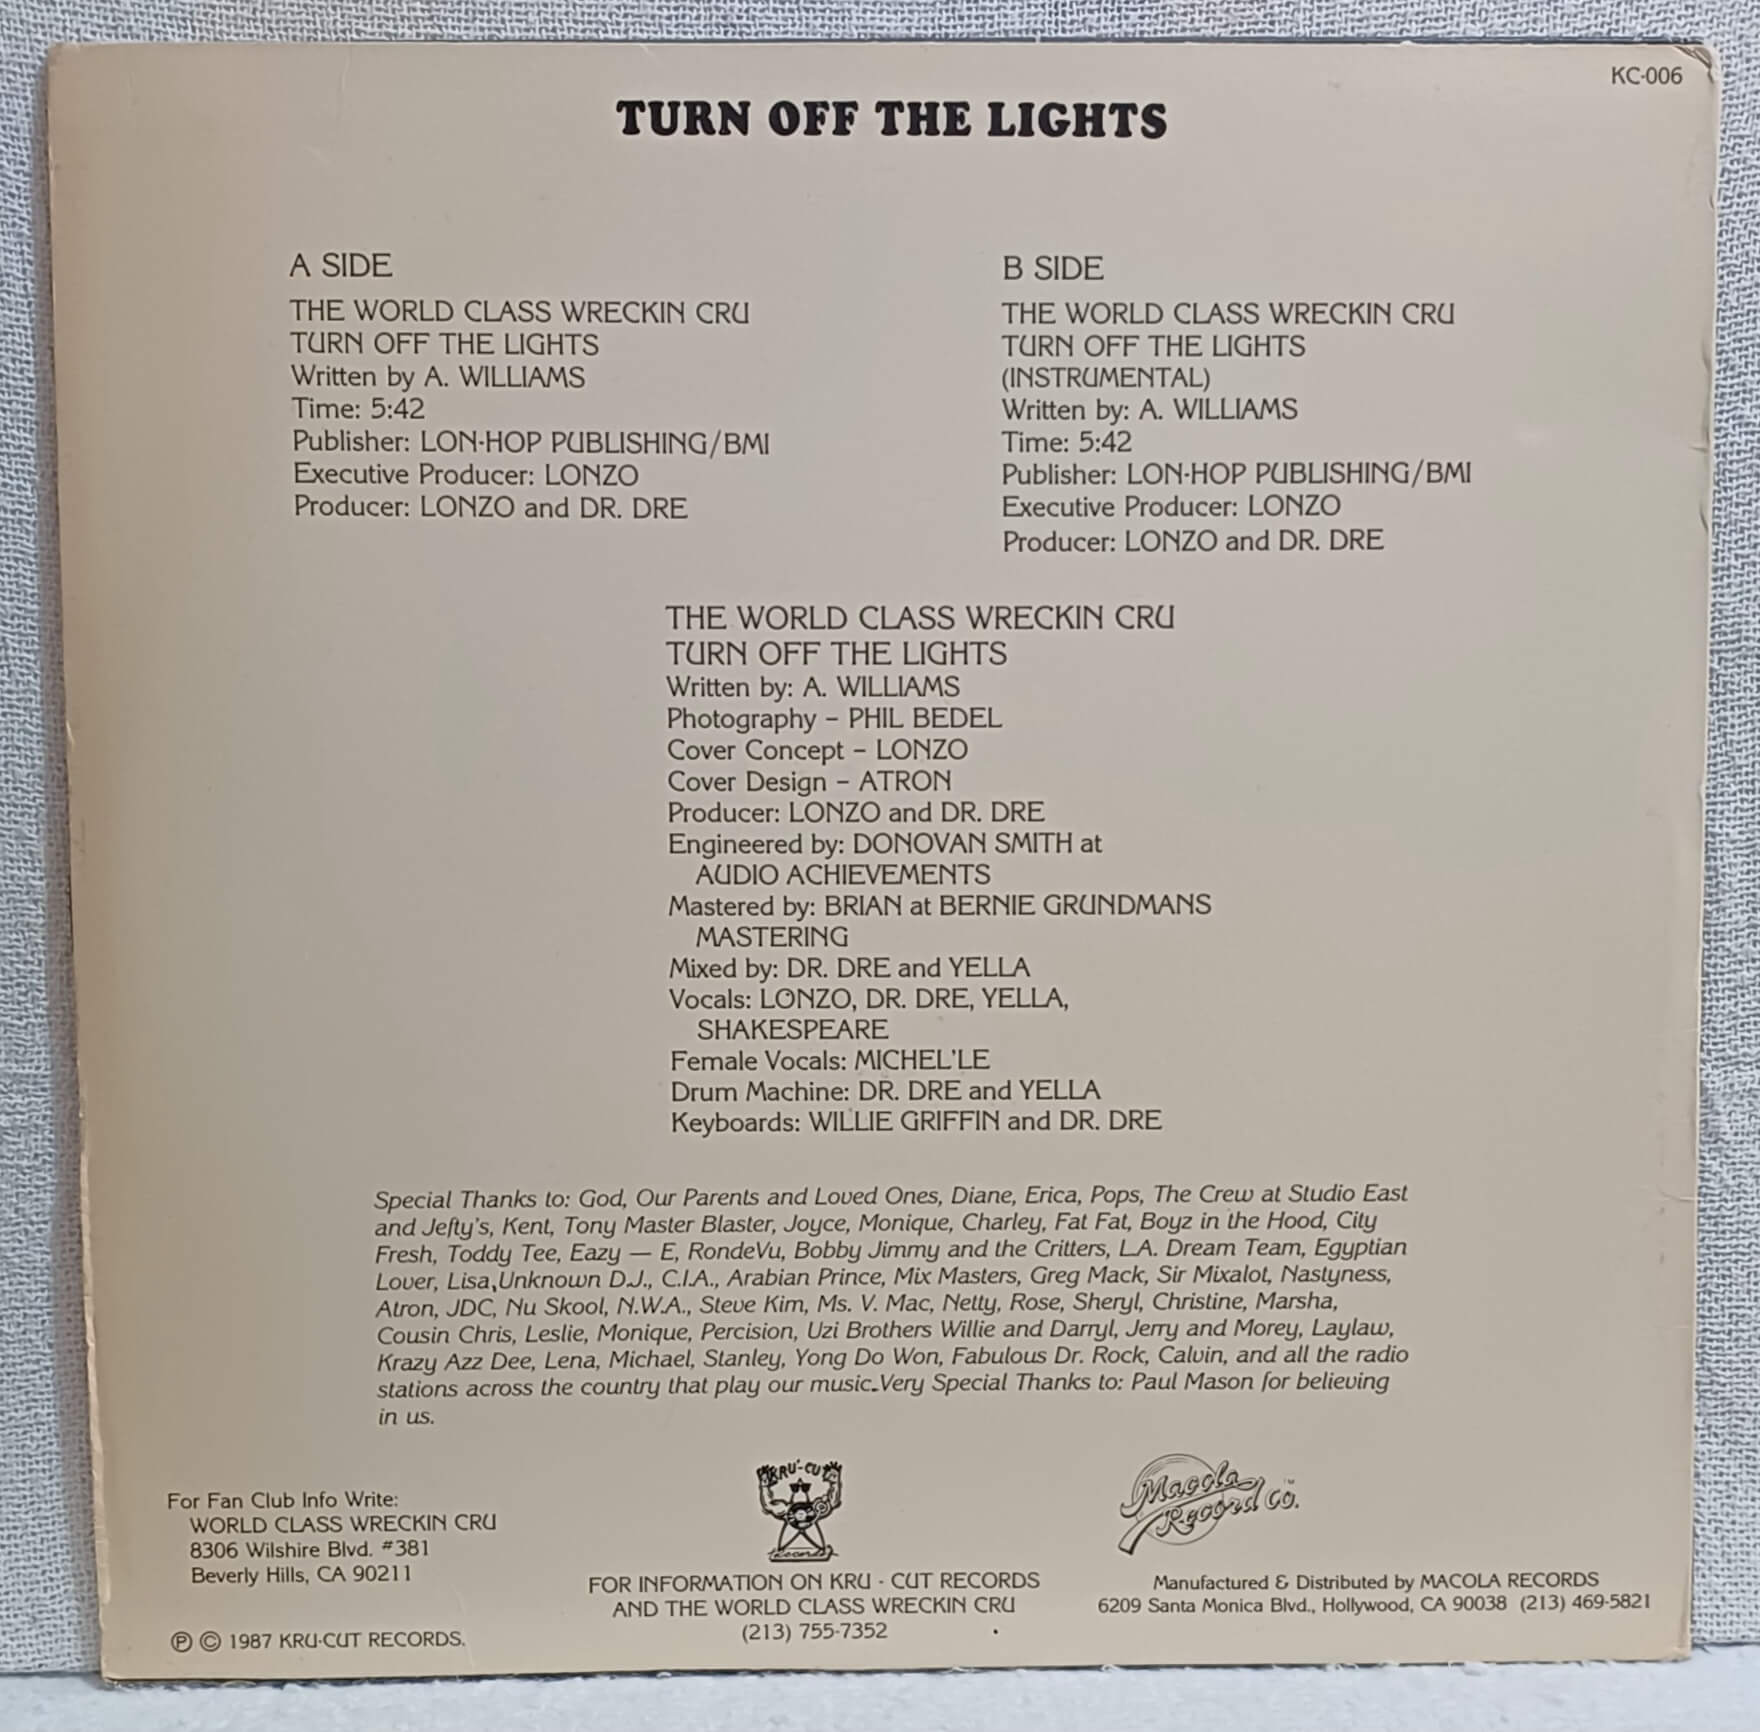 KC-006
TURN OFF THE LIGHTS
A SIDE
THE WORLD CLASS WRECKIN CRU
TURN OFF THE LIGHTS
Written by A. WILLIAMS
Time: 5:42
Publisher: LON-HOP PUBLISHING/BMI
Executive Producer: LONZO
Producer: LONZO and DR. DRE
B SIDE
THE WORLD CLASS WRECKIN CRU
TURN OFF THE LIGHTS
(INSTRUMENTAL)
Written by: A. WILLIAMS
Time: 5:42
Publisher: LON-HOP PUBLISHING/BMI
Executive Producer: LONZO
Producer: LONZO and DR. DRE
THE WORLD CLASS WRECKIN CRU
TURN OFF THE LIGHTS
Written by: A. WILLIAMS
Photography – PHIL BEDEL
Cover Concept – LONZO
Cover Design – ATRON
Producer: LONZO and DR. DRE
Engineered by: DONOVAN SMITH at
AUDIO ACHIEVEMENTS
Mastered by: BRIAN at BERNIE GRUNDMANS
MASTERING
Mixed by: DR. DRE and YELLA
Vocals: LONZO, DR. DRE, YELLA,
SHAKESPEARE
Female Vocals: MICHEL'LE
Drum Machine: DR. DRE and YELLA
Keyboards: WILLIE GRIFFIN and DR. DRE
Special Thanks to: God, Our Parents and Loved Ones, Diane, Erica, Pops, The Crew at Studio East
and Jefty's, Kent, Tony Master Blaster, Joyce, Monique, Charley, Fat Fat, Boyz in the Hood, City
Fresh, Toddy Tee, Eazy — E, RondeVu, Bobby Jimmy and the Critters, L.A. Dream Team, Egyptian
Lover, Lisa, Unknown D.J., C.I.A., Arabian Prince, Mix Masters, Greg Mack, Sir Mixalot, Nastyness,
Atron, JDC, Nu Skool, N.W.A., Steve Kim, Ms. V. Mac, Netty, Rose, Sheryl, Christine, Marsha,
Cousin Chris, Leslie, Monique, Percision, Uzi Brothers Willie and Darryl, Jerry and Morey, Laylaw,
Krazy Azz Dee, Lena, Michael, Stanley, Yong Do Won, Fabulous Dr. Rock, Calvin, and all the radio
stations across the country that play our music. Very Special Thanks to: Paul Mason for believing
in us.
For Fan Club Info Write:
WORLD CLASS WRECKIN CRU
8306 Wilshire Blvd. #381
Beverly Hills, CA 90211
Ⓟ © 1987 KRU-CUT RECORDS.
KRU-CUT
Records
FOR INFORMATION ON KRU - CUT RECORDS
AND THE WORLD CLASS WRECKIN CRU
(213) 755-7352
Macola
Record Co.
TM
Manufactured & Distributed by MACOLA RECORDS
6209 Santa Monica Blvd., Hollywood, CA 90038 (213) 469-5821